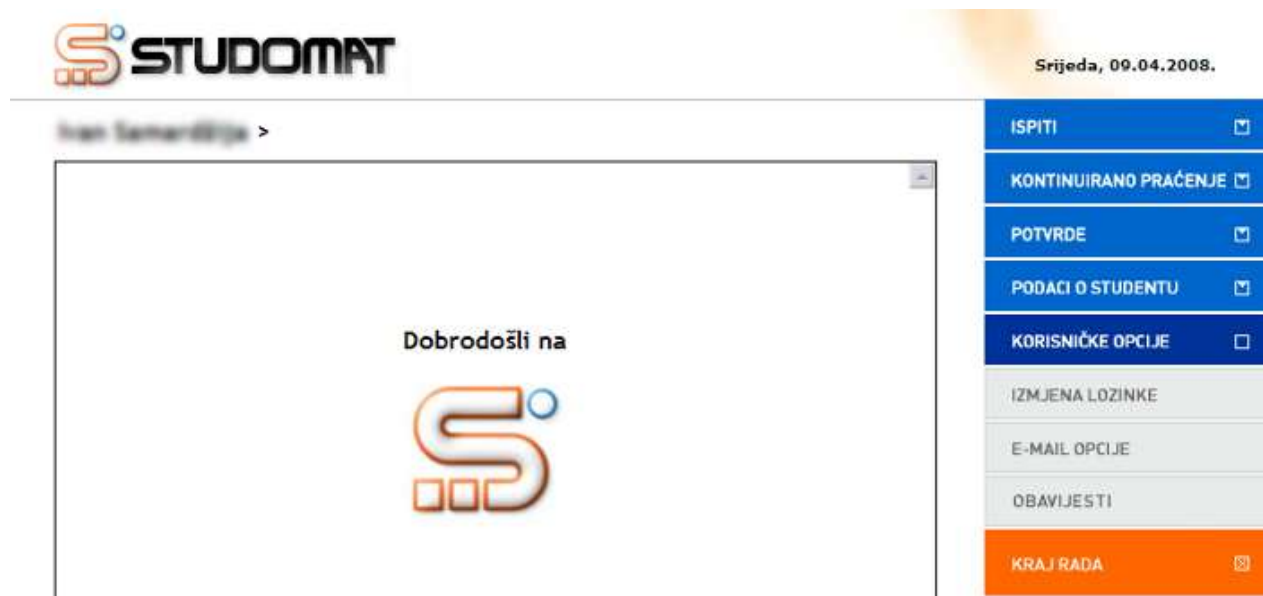 STUDOMAT
Srijeda, 09.04.2008.
>
Dobrodošli na
ISPITI
KONTINUIRANO PRAĆENJE
POTVRDE
PODACI O STUDENTU
KORISNIČKE OPCIJE
IZMJENA LOZINKE
E-MAIL OPCIJE
OBAVIJESTI
KRAJ RADA